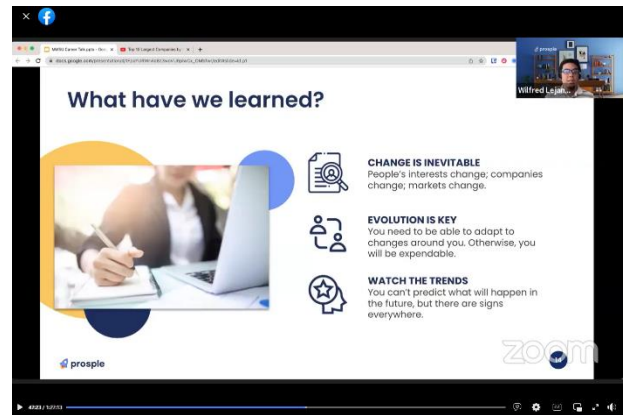 Wilfred Lejan...
What have we learned?
CHANGE IS INEVITABLE
People's interests change; companies
change; markets change.
EVOLUTION IS KEY
You need to be able to adapt to
changes around you. Otherwise, you
will be expendable.
WATCH THE TRENDS
You can't predict what will happen in
the future, but there are signs
everywhere.
prosple
zoom